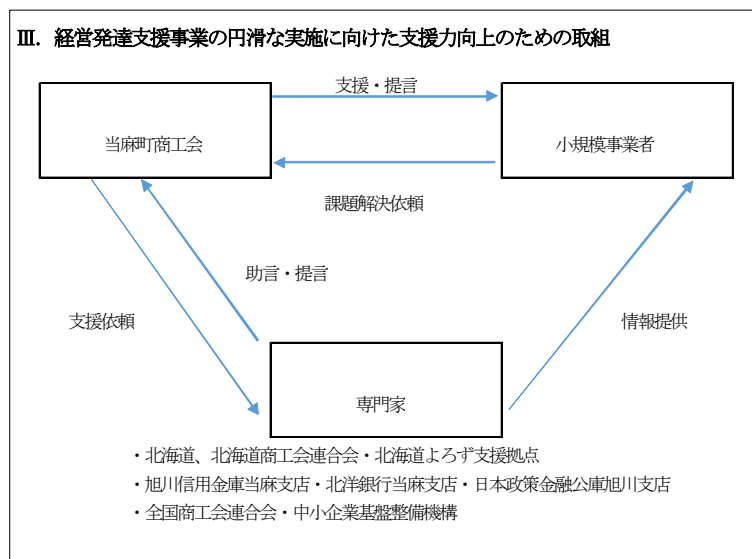 Ⅲ. 経営発達支援事業の円滑な実施に向けた支援力向上のための取組
支援・提言
当麻町商工会
小規模事業者
課題解決依頼
助言・提言
支援依頼
情報提供
専門家
・北海道、北海道商工会連合会・北海道よろず支援拠点
・旭川信用金庫当麻支店・北洋銀行当麻支店・日本政策金融公庫旭川支店
・全国商工会連合会・中小企業基盤整備機構